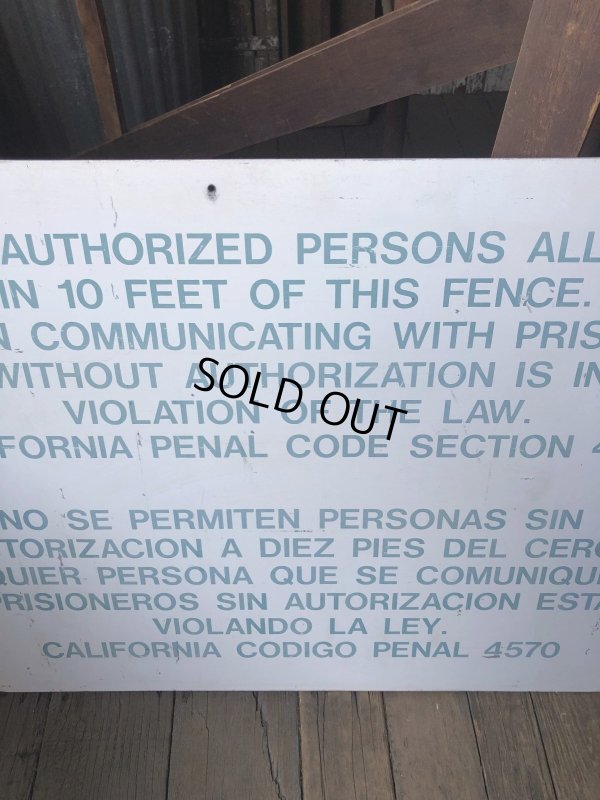 AUTHORIZED PERSONS ALL
IN 10 FEET OF THIS FENCE.
N COMMUNICATING WITH PRIS
WITHOUT AUTHORIZATION IS IN
VIOLATION OF THE LAW.
FORNIA PENAL CODE SECTION 4
SOLD OUT
NO SE PERMITEN PERSONAS SIN
TORIZACION A DIEZ PIES DEL CERC
QUIER PERSONA QUE SE COMUNIQU
PRISIONEROS SIN AUTORIZACION ESTA
VIOLANDO LA LEY.
CALIFORNIA CODIGO PENAL 4570